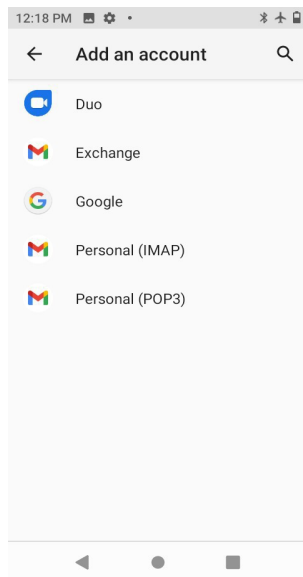 12:18 PM
Add an account
Duo
Exchange
Google
Personal (IMAP)
Personal (POP3)